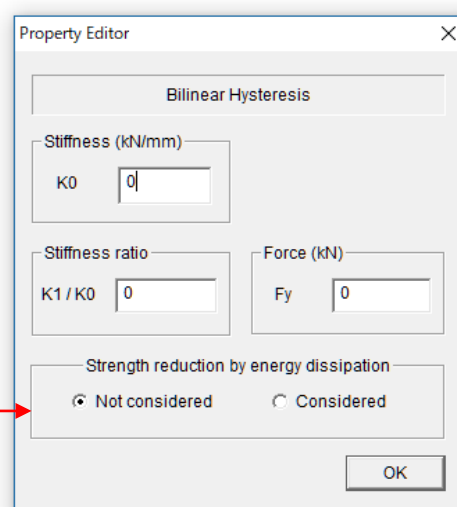 Property Editor
Bilinear Hysteresis
Stiffness (kN/mm)
K0 0
Stiffness ratio
K1 / K0 0
Force (kN)
Fy 0
Strength reduction by energy dissipation
Not considered Considered
OK